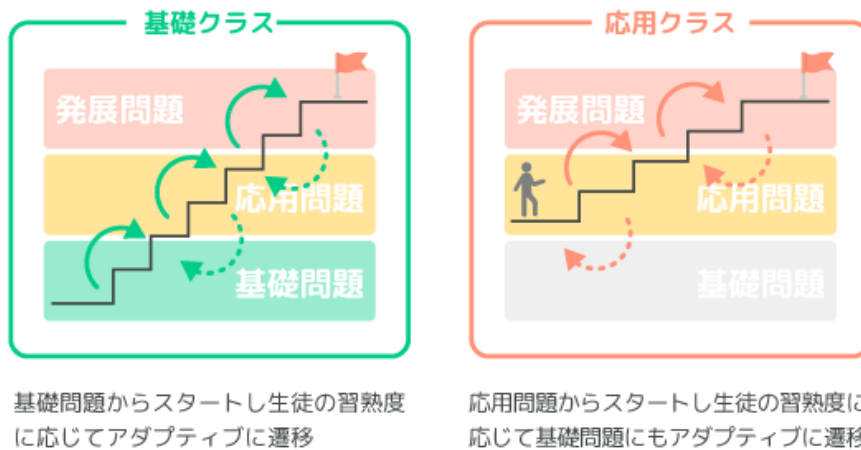 基礎クラス
発展問題
応用問題
基礎問題
基礎問題からスタートし生徒の習熟度
に応じてアダプティブに遷移
応用クラス
発展問題
応用問題
基礎問題
応用問題からスタートし生徒の習熟度に
応じて基礎問題にもアダプティブに遷移